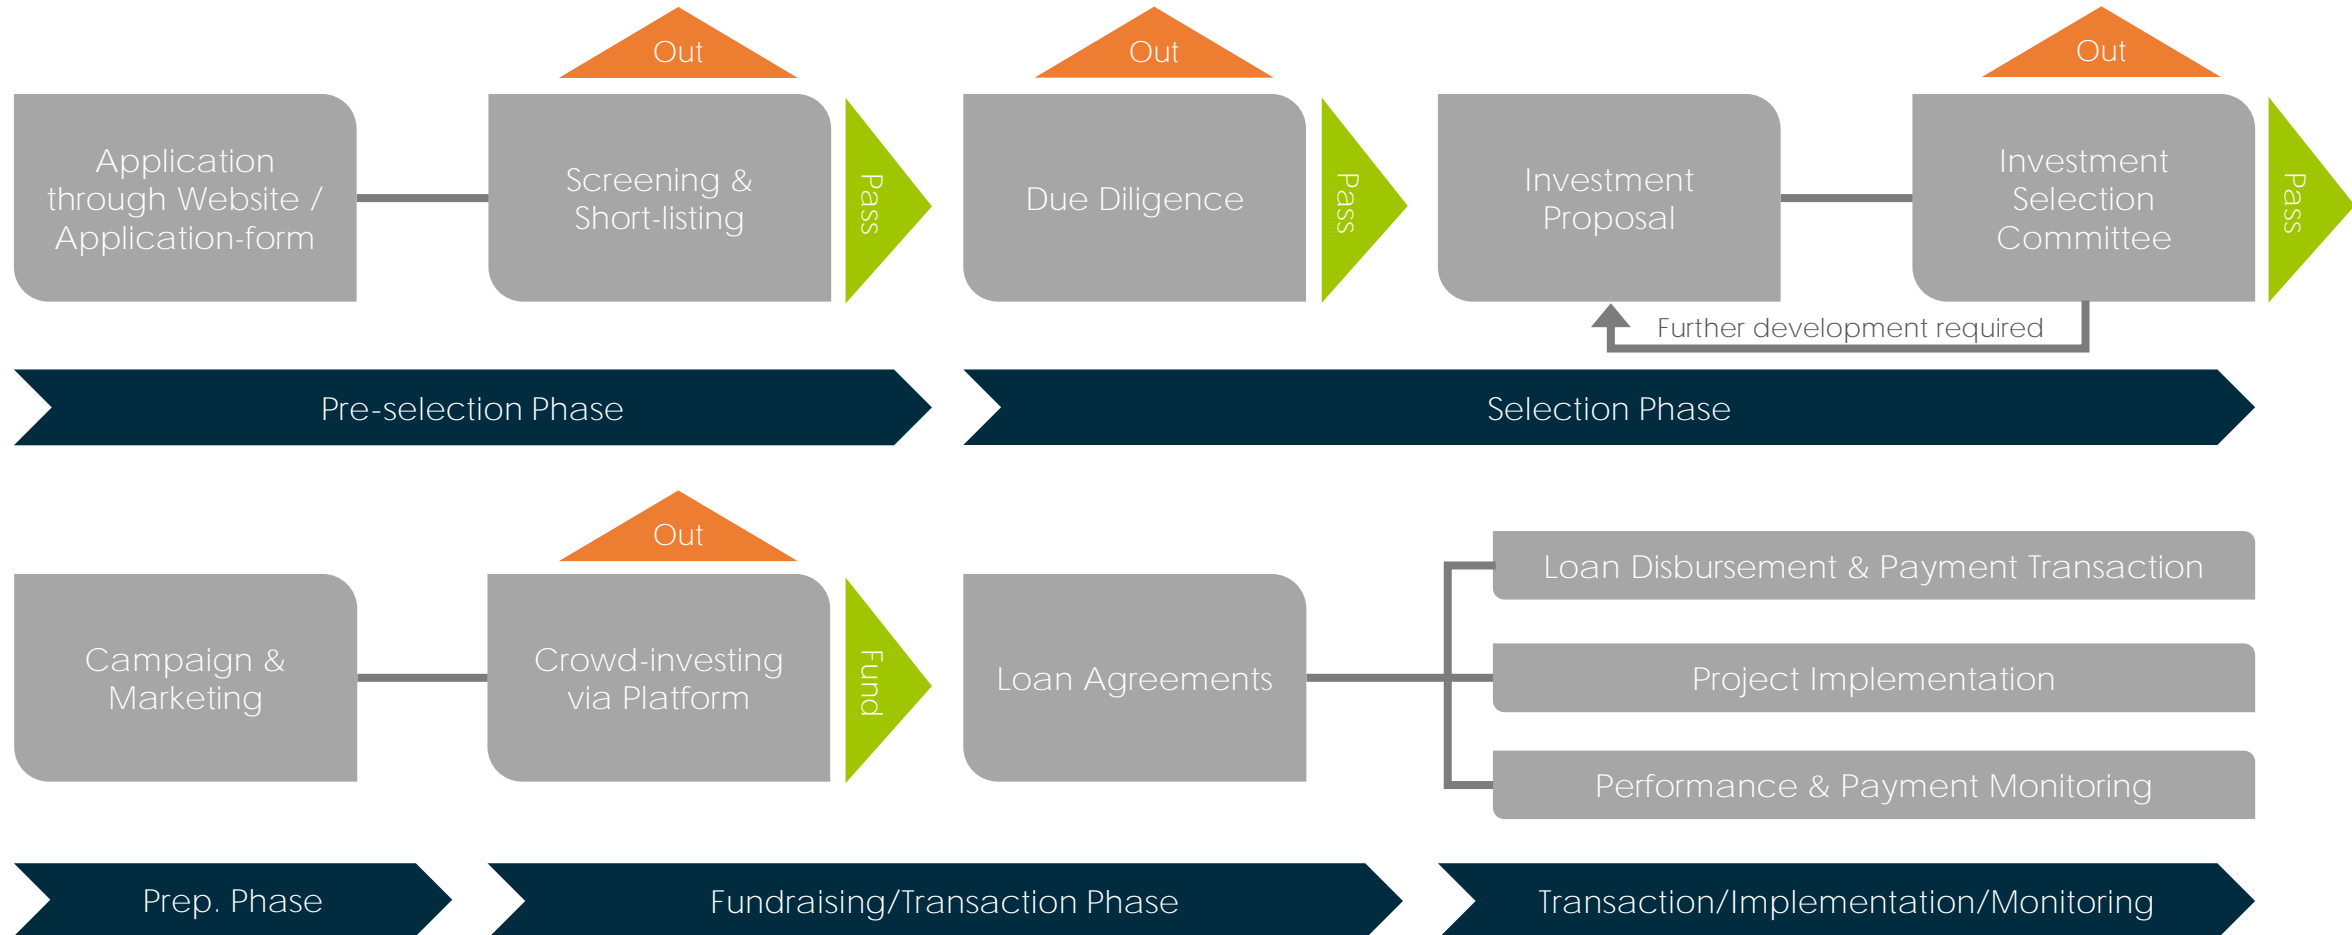 Out
Out
Out
Application
through Website /
Application-form
Screening &
Short-listing
Pass
Due Diligence
Pass
Investment
Proposal
Investment
Selection
Committee
Pass
Further development required
Pre-selection Phase
Selection Phase
Out
Campaign &
Marketing
Crowd-investing
via Platform
Fund
Loan Agreements
Loan Disbursement & Payment Transaction
Project Implementation
Performance & Payment Monitoring
Prep. Phase
Fundraising/Transaction Phase
Transaction/Implementation/Monitoring